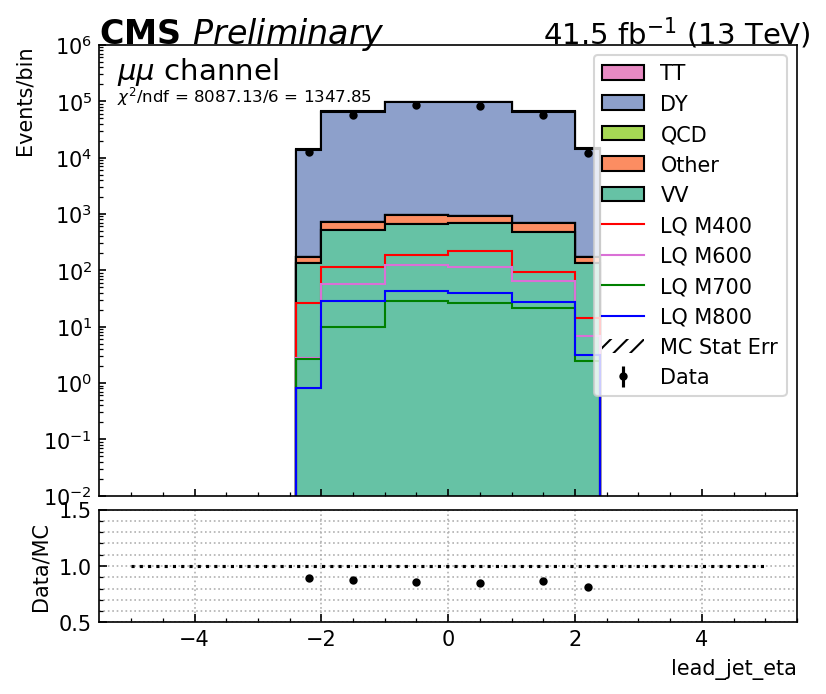 CMS Preliminary 41.5 fb⁻¹ (13 TeV)
μμ channel
χ²/ndf = 8087.13/6 = 1347.85
Events/bin
10⁶
10⁵
10⁴
10³
10²
10¹
10⁰
10⁻¹
10⁻²
TT
DY
QCD
Other
VV
LQ M400
LQ M600
LQ M700
LQ M800
MC Stat Err
Data
Data/MC
1.5
1.0
0.5
−4 −2 0 2 4
lead_jet_eta